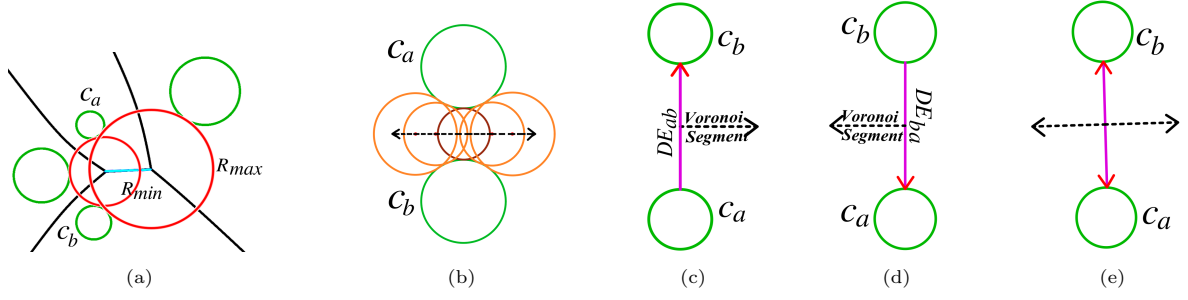 c_a
R_max
R_min
c_b
(a)
c_a
c_b
(b)
c_b
DE_ab
Voronoi
Segment
c_a
(c)
c_b
Voronoi
Segment
DE_ba
c_a
(d)
c_b
c_a
(e)